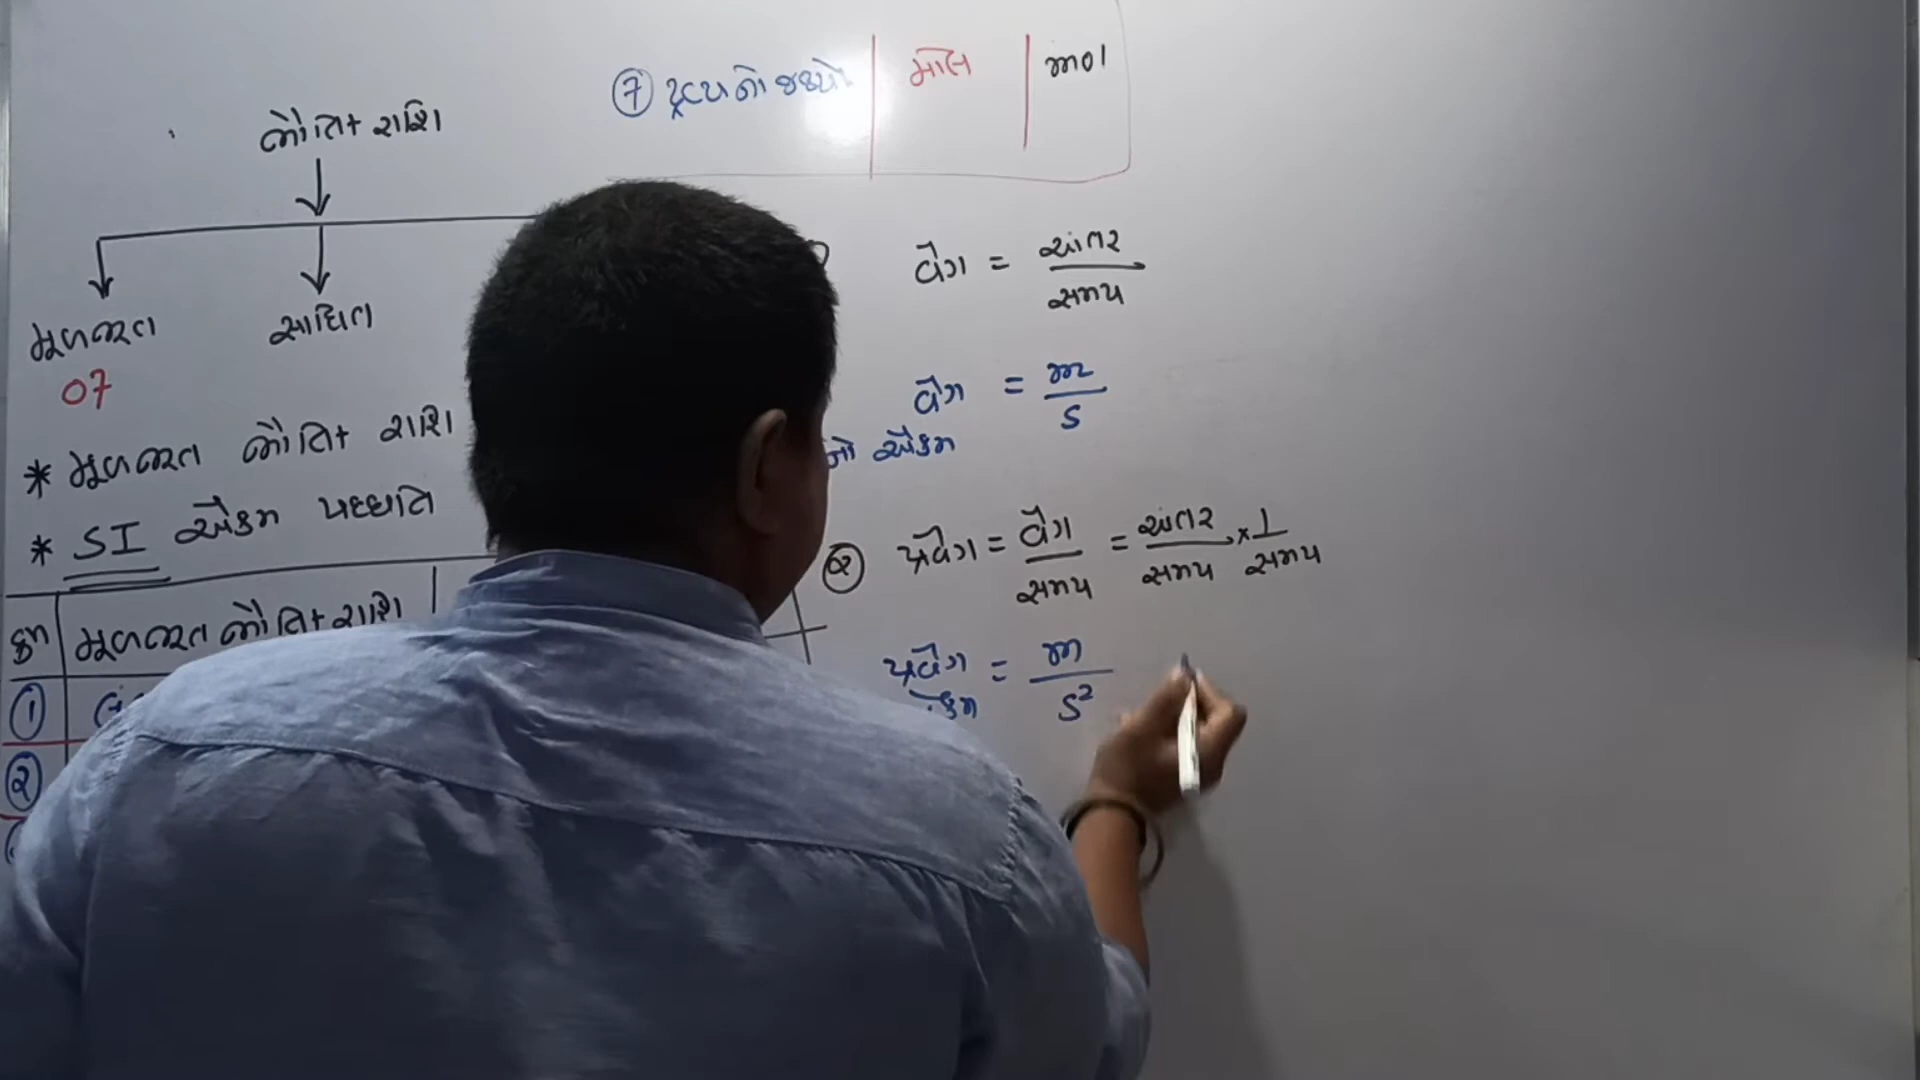 ભૌતિક રાશિ
મૂળભૂત
સાધિત
07
* મૂળભૂત ભૌતિક રાશિ
* SI એકમ પધ્ધતિ
ક્રમ મૂળભૂત ભૌતિક રાશિ
①
②
⑦ દ્રવ્યનો જથ્થો મોલ mol
વેગ = અંતર / સમય
વેગ = m / s
નો એકમ
② પ્રવેગ = વેગ / સમય = અંતર / સમય × 1 / સમય
પ્રવેગ = m / s²